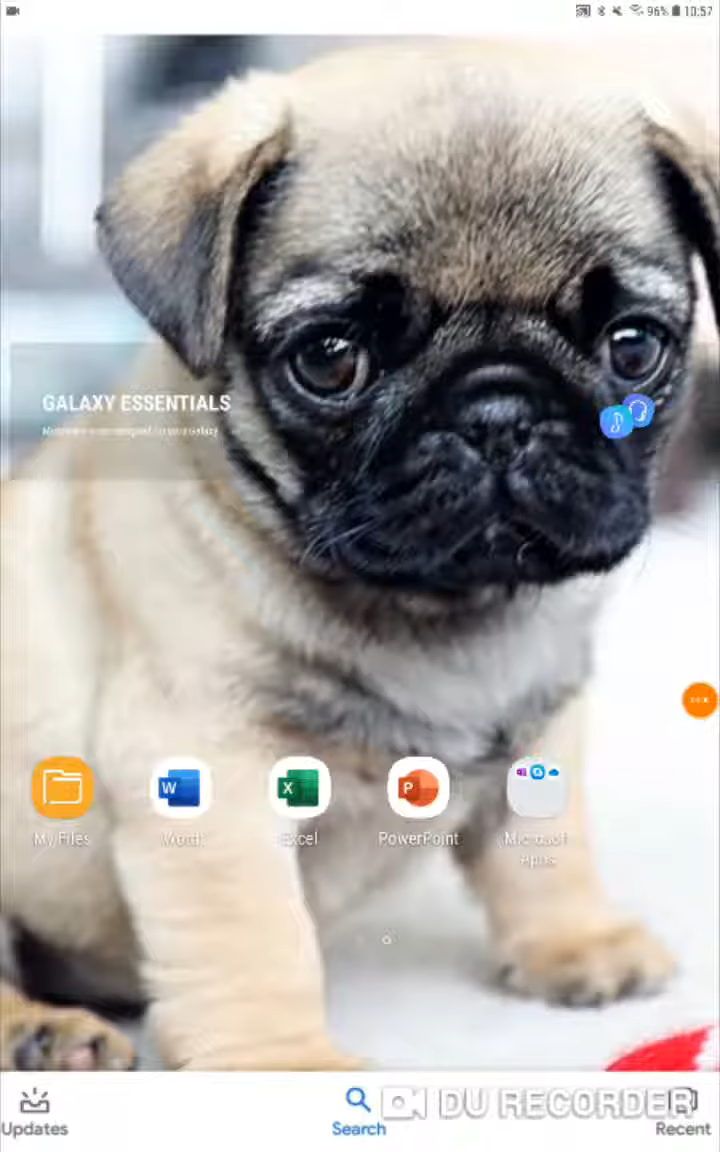 96% 10:57
GALAXY ESSENTIALS
My Files
Word
Excel
PowerPoint
Microsoft
Apps
DU RECORDER
Updates
Search
Recent